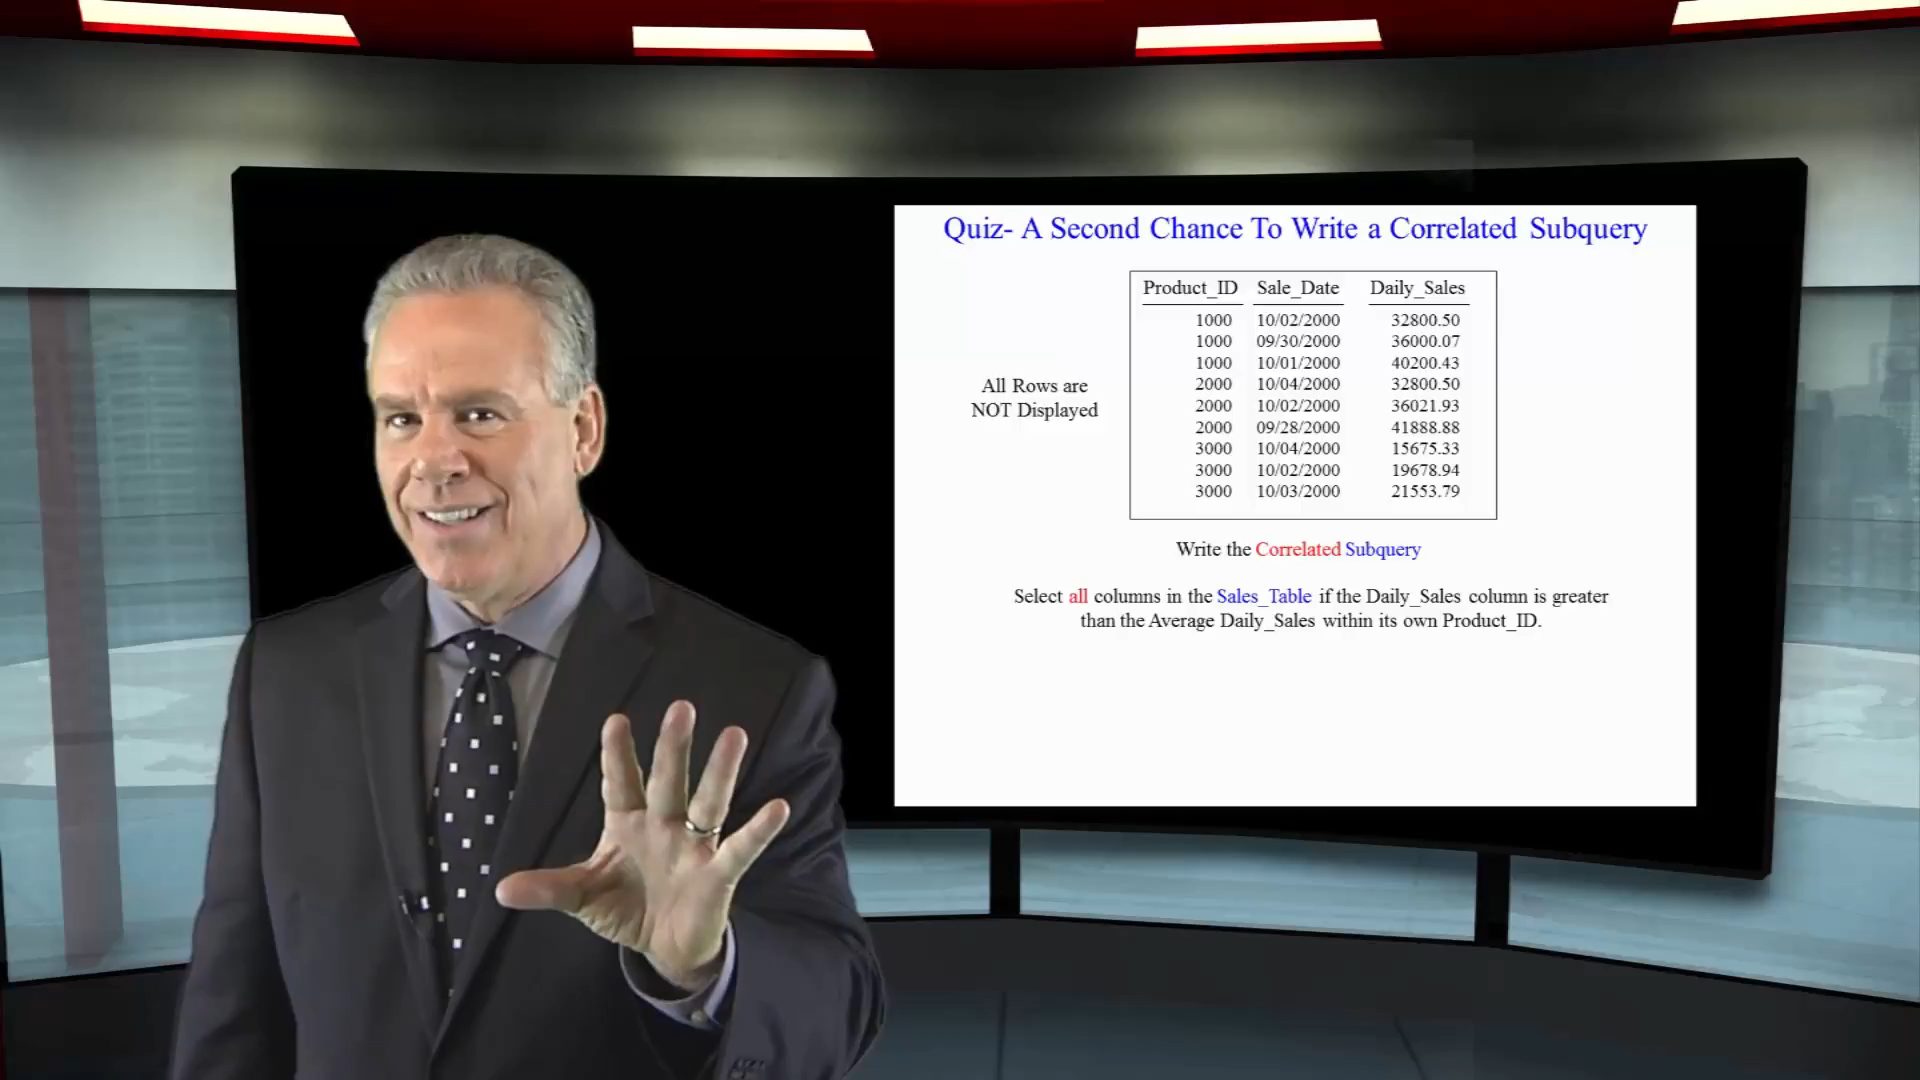 Quiz- A Second Chance To Write a Correlated Subquery
Product_ID Sale_Date Daily_Sales
1000 10/02/2000 32800.50
1000 09/30/2000 36000.07
1000 10/01/2000 40200.43
2000 10/04/2000 32800.50
2000 10/02/2000 36021.93
2000 09/28/2000 41888.88
3000 10/04/2000 15675.33
3000 10/02/2000 19678.94
3000 10/03/2000 21553.79
All Rows are
NOT Displayed
Write the Correlated Subquery
Select all columns in the Sales_Table if the Daily_Sales column is greater
than the Average Daily_Sales within its own Product_ID.